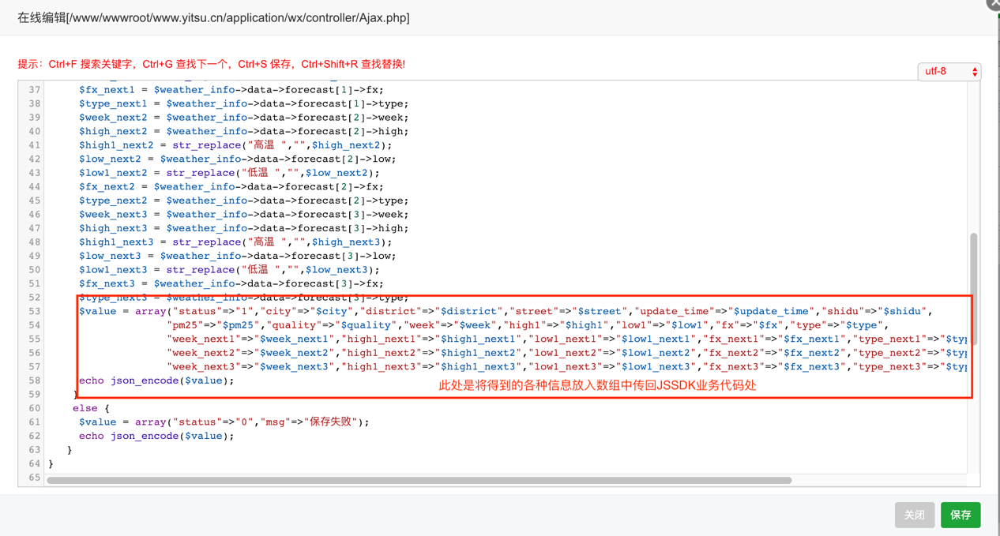 在线编辑[/www/wwwroot/www.yitsu.cn/application/wx/controller/Ajax.php]
提示：Ctrl+F 搜索关键字，Ctrl+G 查找下一个，Ctrl+S 保存，Ctrl+Shift+R 查找替换!
utf-8
37 $fx_next1 = $weather_info->data->forecast[1]->fx;
38 $type_next1 = $weather_info->data->forecast[1]->type;
39 $week_next2 = $weather_info->data->forecast[2]->week;
40 $high_next2 = $weather_info->data->forecast[2]->high;
41 $high1_next2 = str_replace("高温 ","",$high_next2);
42 $low_next2 = $weather_info->data->forecast[2]->low;
43 $low1_next2 = str_replace("低温 ","",$low_next2);
44 $fx_next2 = $weather_info->data->forecast[2]->fx;
45 $type_next2 = $weather_info->data->forecast[2]->type;
46 $week_next3 = $weather_info->data->forecast[3]->week;
47 $high_next3 = $weather_info->data->forecast[3]->high;
48 $high1_next3 = str_replace("高温 ","",$high_next3);
49 $low_next3 = $weather_info->data->forecast[3]->low;
50 $low1_next3 = str_replace("低温 ","",$low_next3);
51 $fx_next3 = $weather_info->data->forecast[3]->fx;
52 $type_next3 = $weather_info->data->forecast[3]->type;
53 $value = array("status"=>"1","city"=>"$city","district"=>"$district","street"=>"$street","update_time"=>"$update_time","shidu"=>"$shidu",
54 "pm25"=>"$pm25","quality"=>"$quality","week"=>"$week","high1"=>"$high1","low1"=>"$low1","fx"=>"$fx","type"=>"$type",
55 "week_next1"=>"$week_next1","high1_next1"=>"$high1_next1","low1_next1"=>"$low1_next1","fx_next1"=>"$fx_next1","type_next1"=>"$typ
56 "week_next2"=>"$week_next2","high1_next2"=>"$high1_next2","low1_next2"=>"$low1_next2","fx_next2"=>"$fx_next2","type_next2"=>"$typ
57 "week_next3"=>"$week_next3","high1_next3"=>"$high1_next3","low1_next3"=>"$low1_next3","fx_next3"=>"$fx_next3","type_next3"=>"$typ
58 echo json_encode($value);
此处是将得到的各种信息放入数组中传回JSSDK业务代码处
59 }
60 else {
61 $value = array("status"=>"0","msg"=>"保存失败");
62 echo json_encode($value);
63 }
64 }
65
关闭 保存